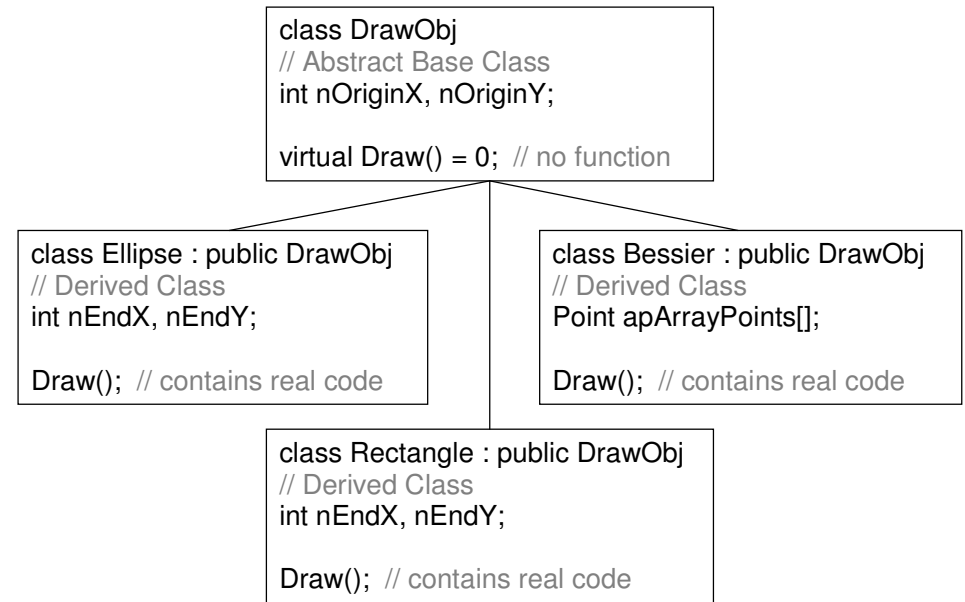 class DrawObj
// Abstract Base Class
int nOriginX, nOriginY;
virtual Draw() = 0;  // no function
class Ellipse : public DrawObj
// Derived Class
int nEndX, nEndY;
Draw();  // contains real code
class Bessier : public DrawObj
// Derived Class
Point apArrayPoints[];
Draw();  // contains real code
class Rectangle : public DrawObj
// Derived Class
int nEndX, nEndY;
Draw();  // contains real code